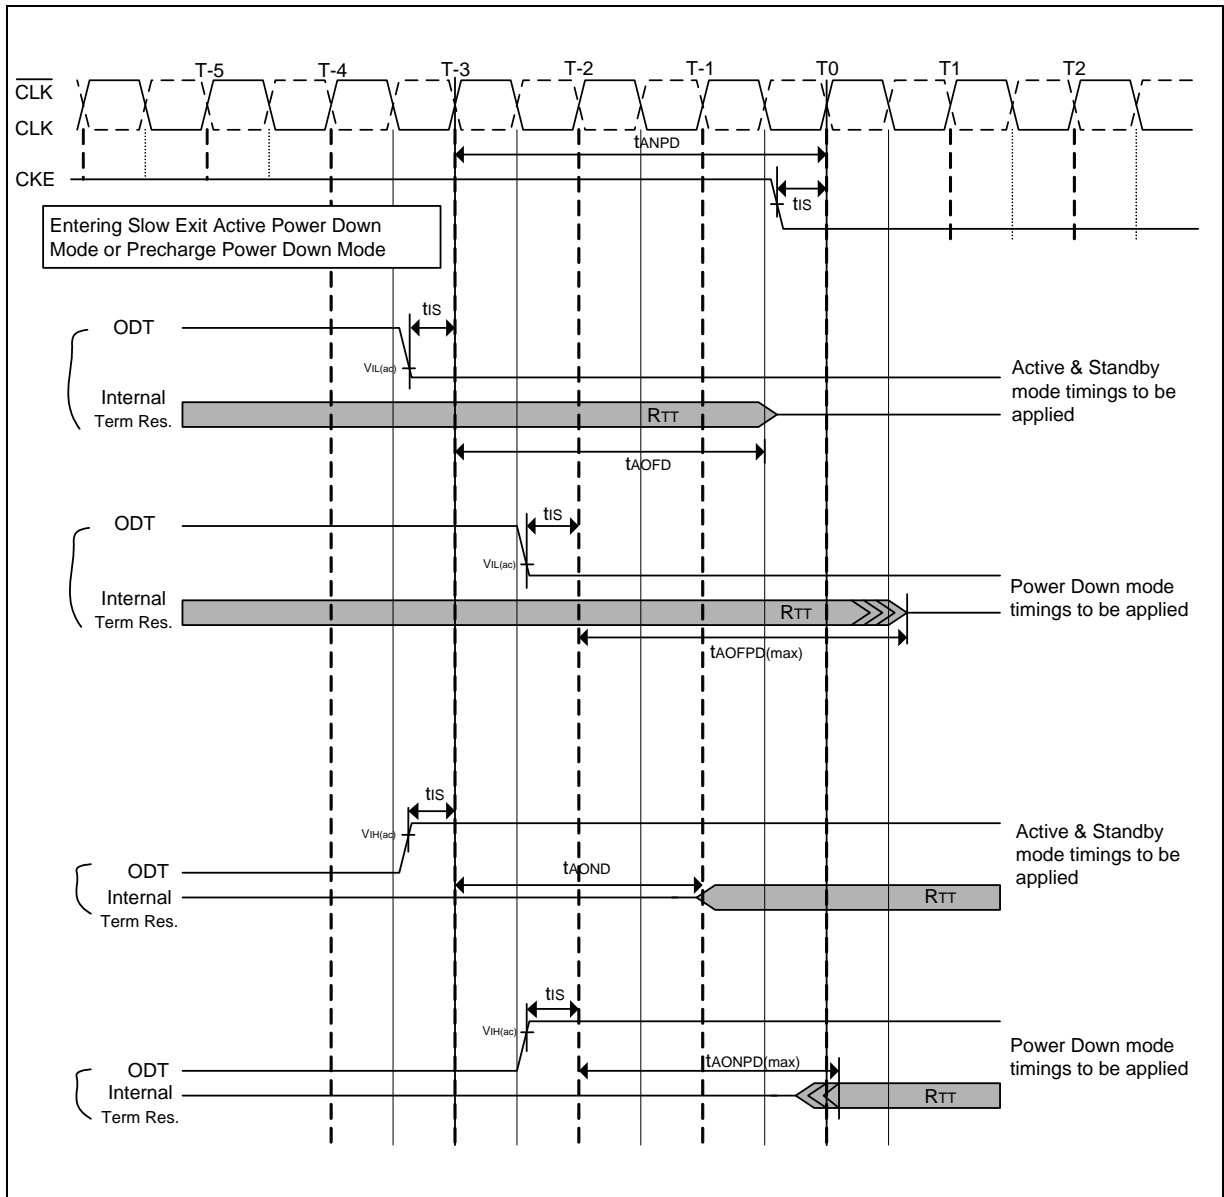 T-5 T-4 T-3 T-2 T-1 T0 T1 T2
CLK
CLK
tANPD
CKE
tIS
Entering Slow Exit Active Power Down
Mode or Precharge Power Down Mode
tIS
ODT
VIL(ac)
Active & Standby
mode timings to be
applied
Internal
Term Res.
RTT
tAOFD
tIS
ODT
VIL(ac)
Power Down mode
timings to be applied
Internal
Term Res.
RTT
tAOFPD(max)
tIS
VIH(ac)
Active & Standby
mode timings to be
applied
ODT
tAOND
Internal
Term Res.
RTT
tIS
VIH(ac)
Power Down mode
timings to be applied
ODT
tAONPD(max)
Internal
Term Res.
RTT